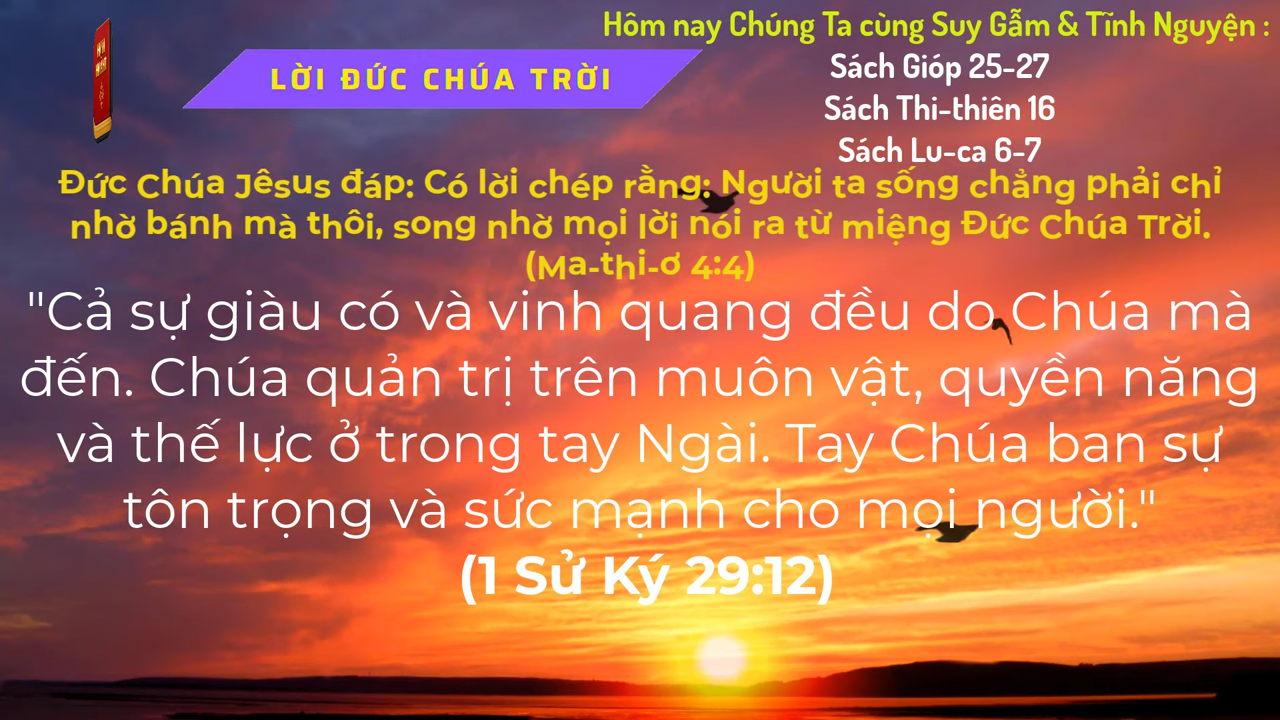 Hôm nay Chúng Ta cùng Suy Gẫm & Tĩnh Nguyện :
LỜI ĐỨC CHÚA TRỜI
Sách Gióp 25-27
Sách Thi-thiên 16
Sách Lu-ca 6-7
Đức Chúa Jêsus đáp: Có lời chép rằng: Người ta sống chẳng phải chỉ
nhờ bánh mà thôi, song nhờ mọi lời nói ra từ miệng Đức Chúa Trời.
(Ma-thi-ơ 4:4)
"Cả sự giàu có và vinh quang đều do Chúa mà
đến. Chúa quản trị trên muôn vật, quyền năng
và thế lực ở trong tay Ngài. Tay Chúa ban sự
tôn trọng và sức mạnh cho mọi người."
(1 Sử Ký 29:12)